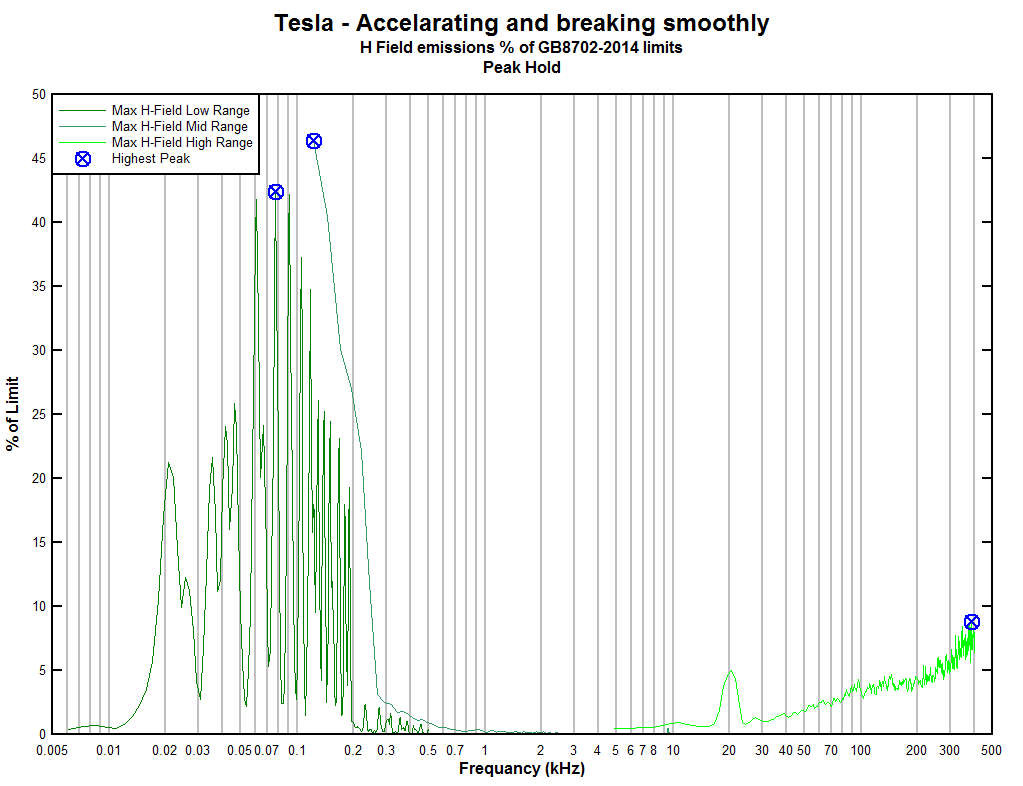 Tesla - Accelarating and breaking smoothly
H Field emissions % of GB8702-2014 limits
Peak Hold
Max H-Field Low Range
Max H-Field Mid Range
Max H-Field High Range
Highest Peak
% of Limit
50
45
40
35
30
25
20
15
10
5
0
0.005 0.01 0.02 0.03 0.05 0.07 0.1 0.2 0.3 0.5 0.7 1 2 3 4 5 6 7 8 10 20 30 40 50 70 100 200 300 500
Frequancy (kHz)